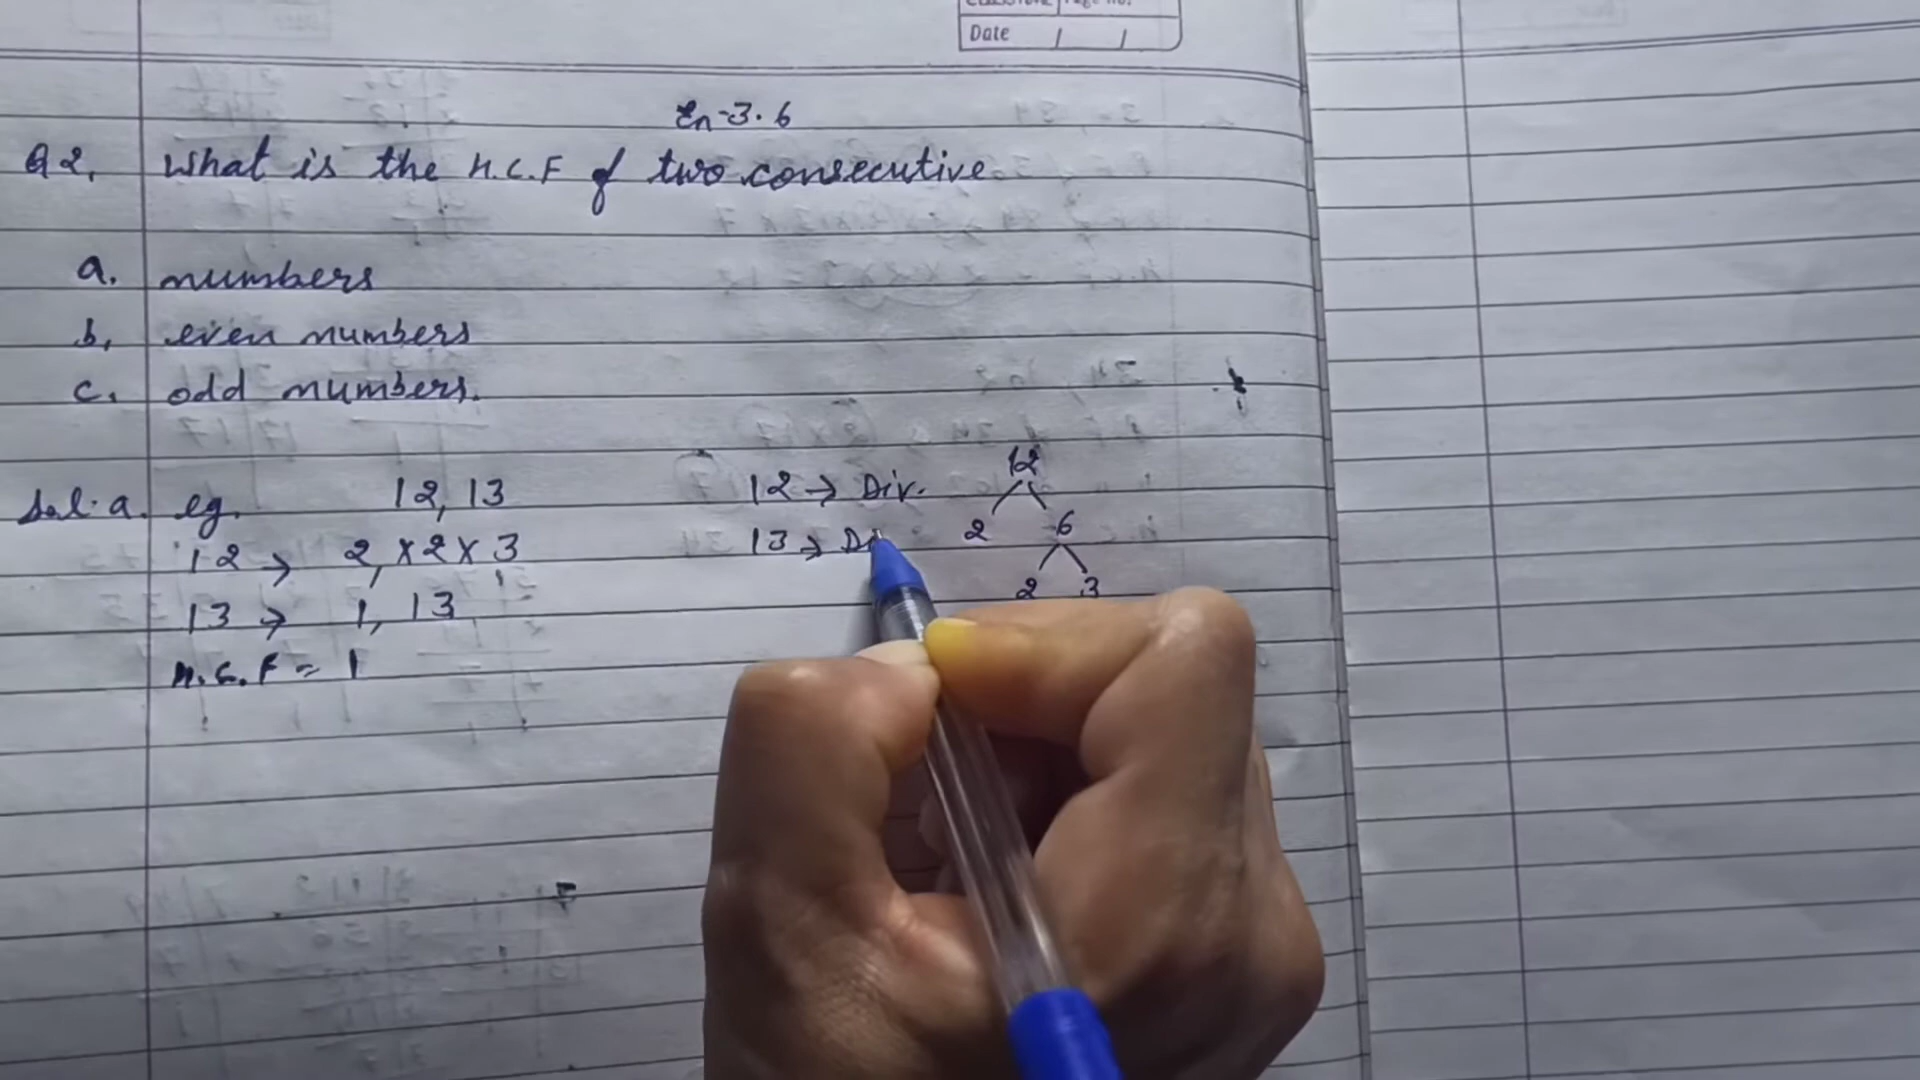 Date / /
Ex-3.6
Q2. What is the H.C.F of two consecutive
a. numbers
b. even numbers
c. odd numbers.
Sol. a. eg. 12, 13
12 → 2, x 2 x 3
13 → 1, 13
H.C.F = 1
12 → Div.
13 → Di
12
2 6
2 3